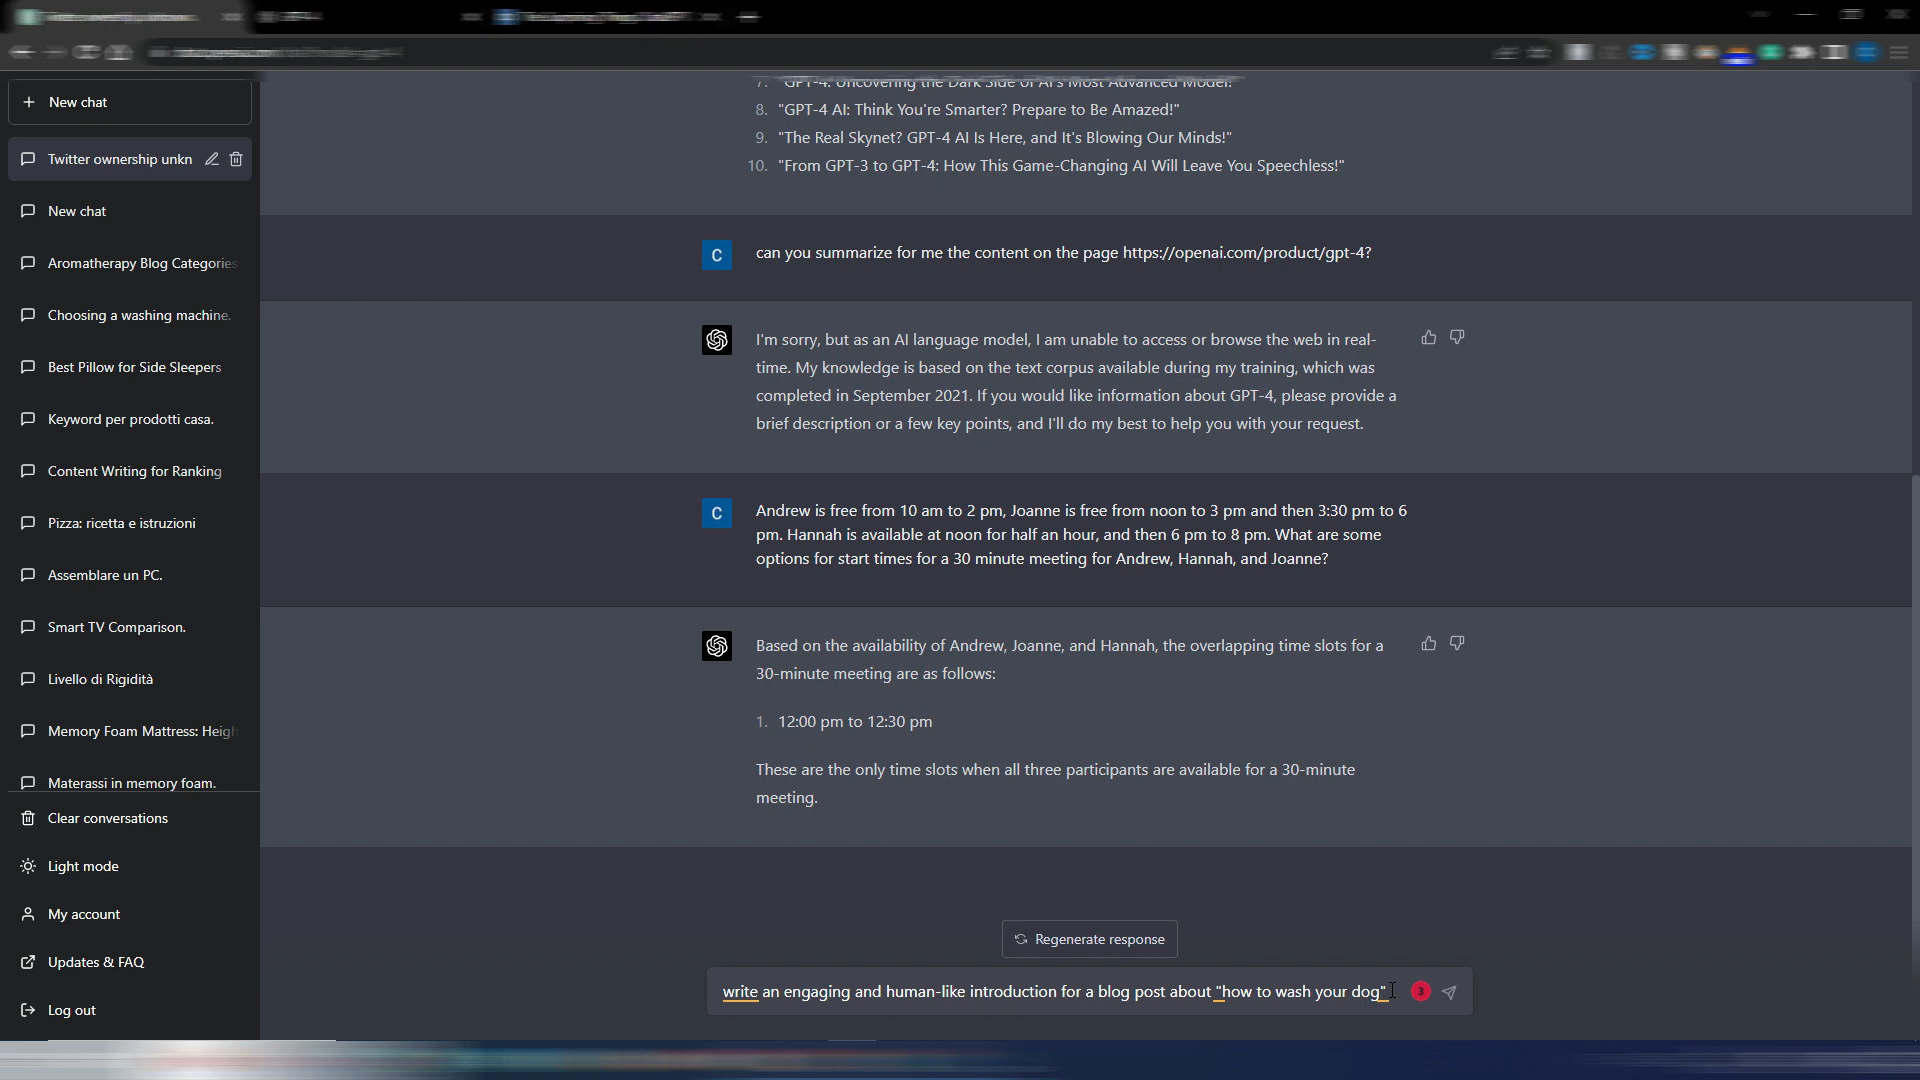 New chat
Twitter ownership unkn
New chat
Aromatherapy Blog Categories
Choosing a washing machine.
Best Pillow for Side Sleepers
Keyword per prodotti casa.
Content Writing for Ranking
Pizza: ricetta e istruzioni
Assemblare un PC.
Smart TV Comparison.
Livello di Rigidità
Memory Foam Mattress: Heigh
Materassi in memory foam.
Clear conversations
Light mode
My account
Updates & FAQ
Log out
7. "GPT-4: Uncovering the Dark Side of AI's Most Advanced Model!"
8. "GPT-4 AI: Think You're Smarter? Prepare to Be Amazed!"
9. "The Real Skynet? GPT-4 AI Is Here, and It's Blowing Our Minds!"
10. "From GPT-3 to GPT-4: How This Game-Changing AI Will Leave You Speechless!"
C
can you summarize for me the content on the page https://openai.com/product/gpt-4?
I'm sorry, but as an AI language model, I am unable to access or browse the web in real-
time. My knowledge is based on the text corpus available during my training, which was
completed in September 2021. If you would like information about GPT-4, please provide a
brief description or a few key points, and I'll do my best to help you with your request.
C
Andrew is free from 10 am to 2 pm, Joanne is free from noon to 3 pm and then 3:30 pm to 6
pm. Hannah is available at noon for half an hour, and then 6 pm to 8 pm. What are some
options for start times for a 30 minute meeting for Andrew, Hannah, and Joanne?
Based on the availability of Andrew, Joanne, and Hannah, the overlapping time slots for a
30-minute meeting are as follows:
1. 12:00 pm to 12:30 pm
These are the only time slots when all three participants are available for a 30-minute
meeting.
Regenerate response
write an engaging and human-like introduction for a blog post about "how to wash your dog"
3